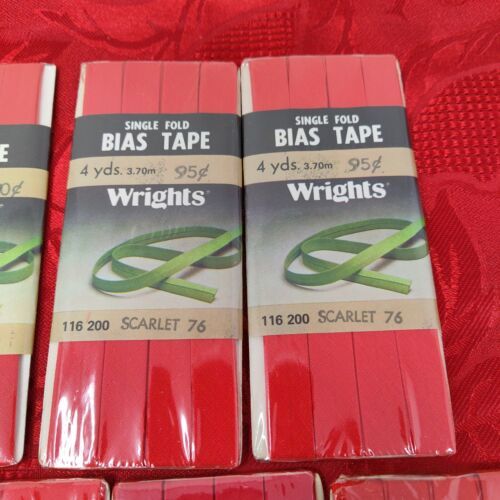 E
0¢
SINGLE FOLD
BIAS TAPE
4 yds. 3.70m 95¢
Wrights®
116 200 SCARLET 76
SINGLE FOLD
BIAS TAPE
4 yds. 3.70m 95¢
Wrights®
116 200 SCARLET 76